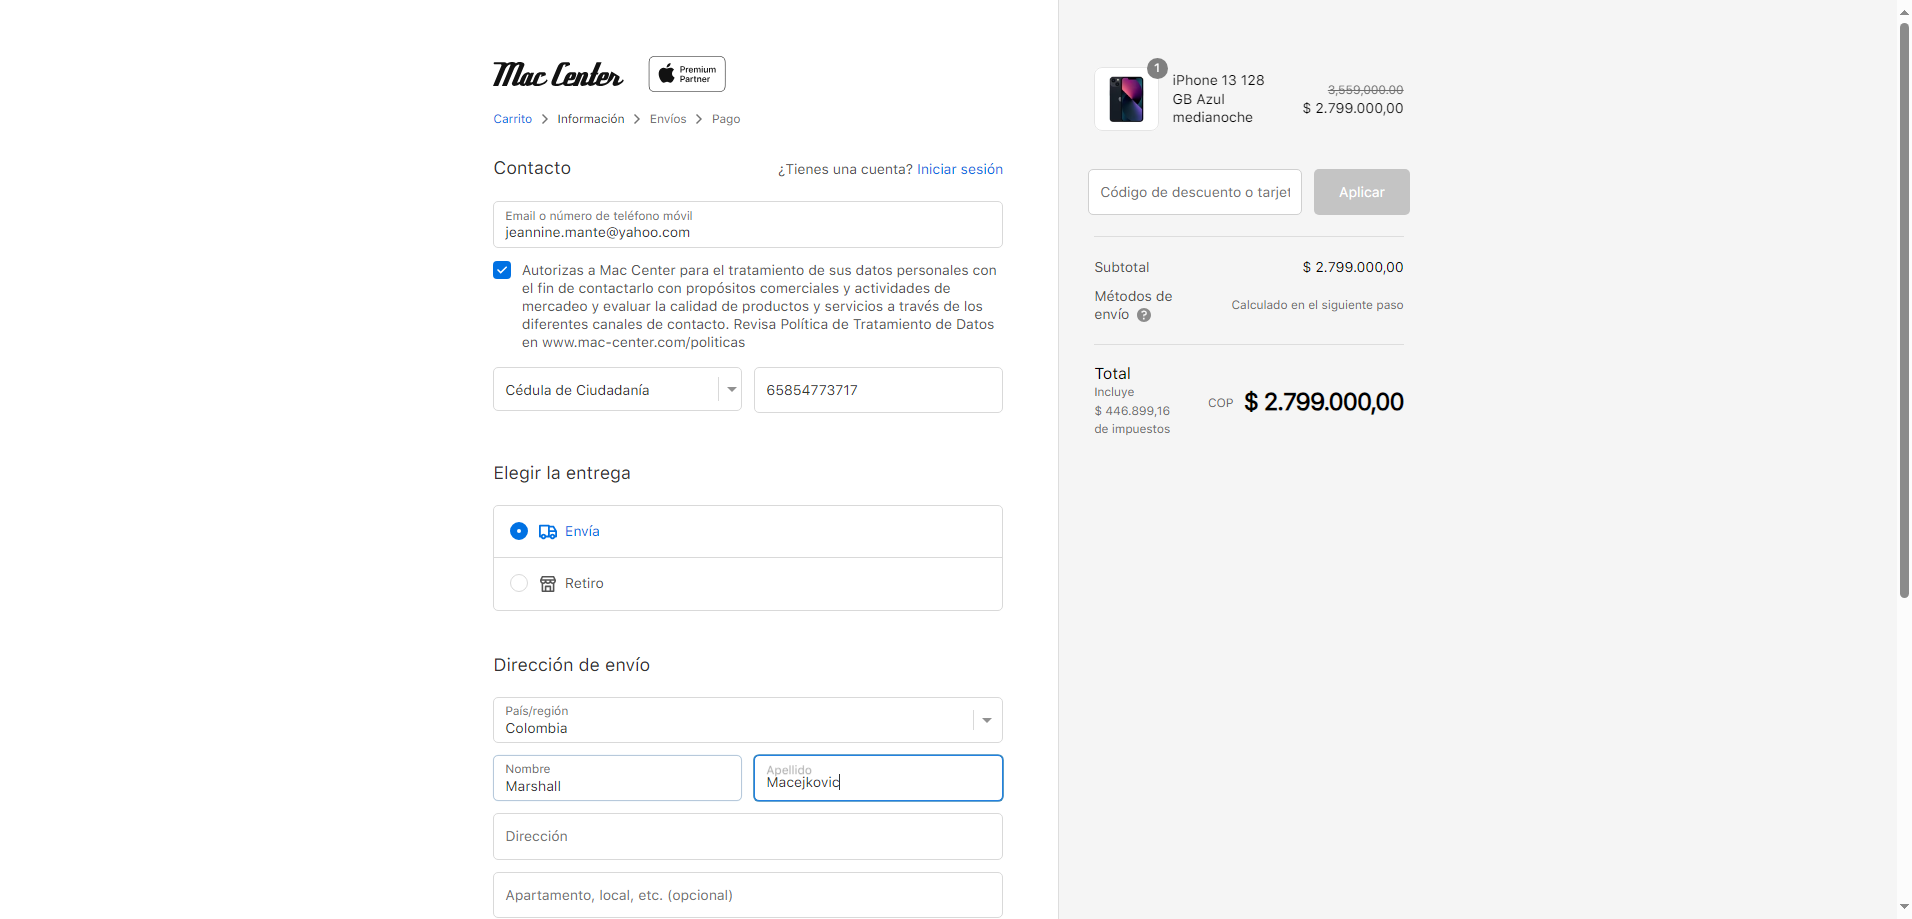 Mac Center
Premium
Partner
Carrito > Información > Envíos > Pago
Contacto
¿Tienes una cuenta? Iniciar sesión
Email o número de teléfono móvil
jeannine.mante@yahoo.com
Autorizas a Mac Center para el tratamiento de sus datos personales con
el fin de contactarlo con propósitos comerciales y actividades de
mercadeo y evaluar la calidad de productos y servicios a través de los
diferentes canales de contacto. Revisa Política de Tratamiento de Datos
en www.mac-center.com/politicas
Cédula de Ciudadanía
65854773717
Elegir la entrega
Envía
Retiro
Dirección de envío
País/región
Colombia
Nombre
Marshall
Apellido
Macejkovic
Dirección
Apartamento, local, etc. (opcional)
1
iPhone 13 128
GB Azul
medianoche
3,559,000.00
$ 2.799.000,00
Código de descuento o tarjet
Aplicar
Subtotal
$ 2.799.000,00
Métodos de
envío ?
Calculado en el siguiente paso
Total
Incluye
$ 446.899,16
de impuestos
COP $ 2.799.000,00